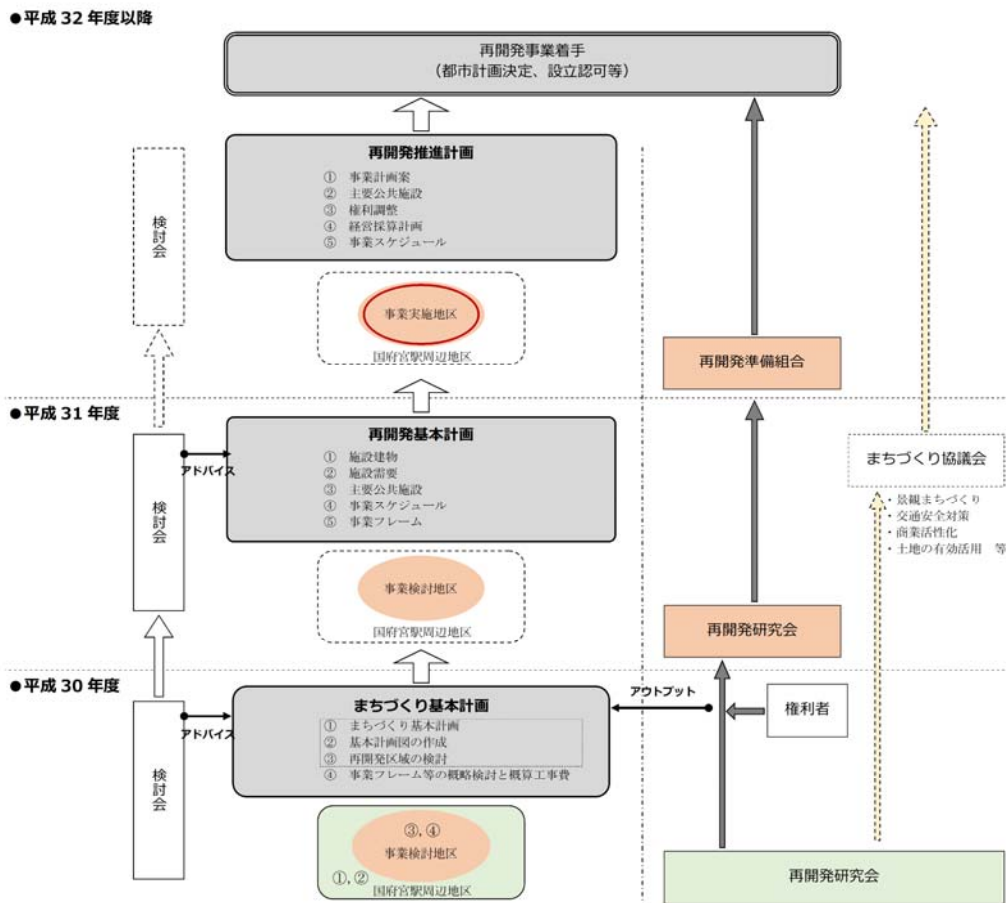 ●平成 32 年度以降
再開発事業着手
（都市計画決定、設立認可等）
再開発推進計画
① 事業計画案
② 主要公共施設
③ 権利調整
④ 経営採算計画
⑤ 事業スケジュール
検討会
事業実施地区
国府宮駅周辺地区
再開発準備組合
●平成 31 年度
再開発基本計画
① 施設建物
② 施設需要
③ 主要公共施設
④ 事業スケジュール
⑤ 事業フレーム
アドバイス
検討会
まちづくり協議会
・景観まちづくり
・交通安全対策
・商業活性化
・土地の有効活用 等
事業検討地区
国府宮駅周辺地区
再開発研究会
●平成 30 年度
まちづくり基本計画
① まちづくり基本計画
② 基本計画図の作成
③ 再開発区域の検討
④ 事業フレーム等の概略検討と概算工事費
アドバイス
検討会
アウトプット
権利者
③, ④
事業検討地区
①, ②
国府宮駅周辺地区
再開発研究会